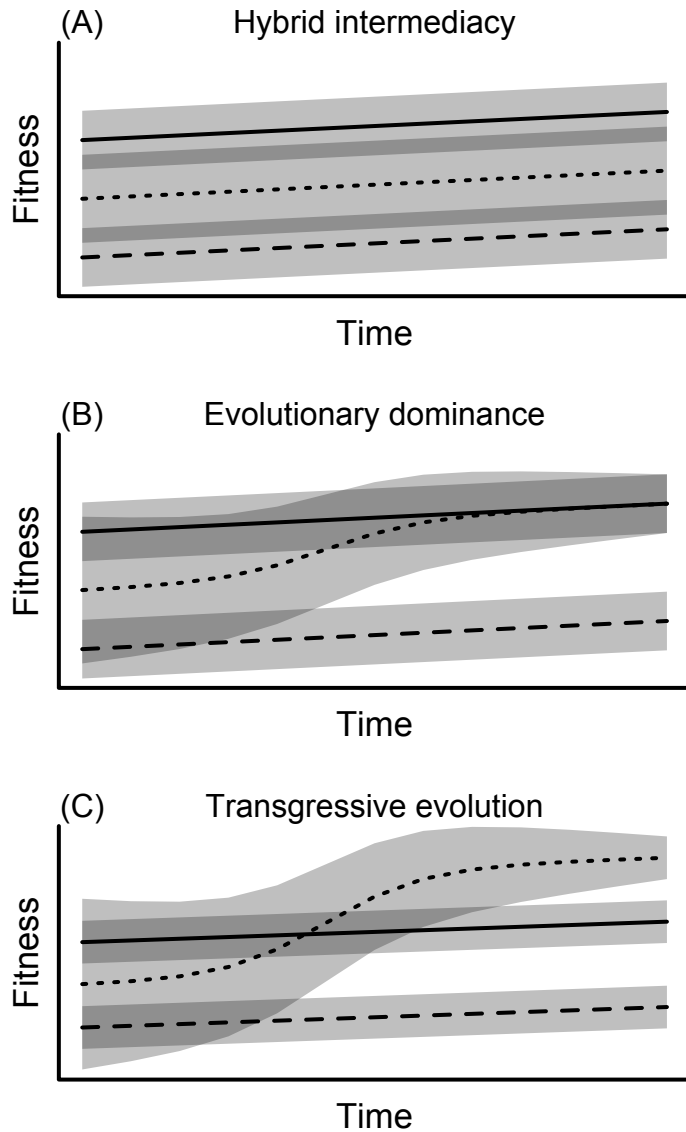 (A) Hybrid intermediacy
Fitness
Time
(B) Evolutionary dominance
Fitness
Time
(C) Transgressive evolution
Fitness
Time